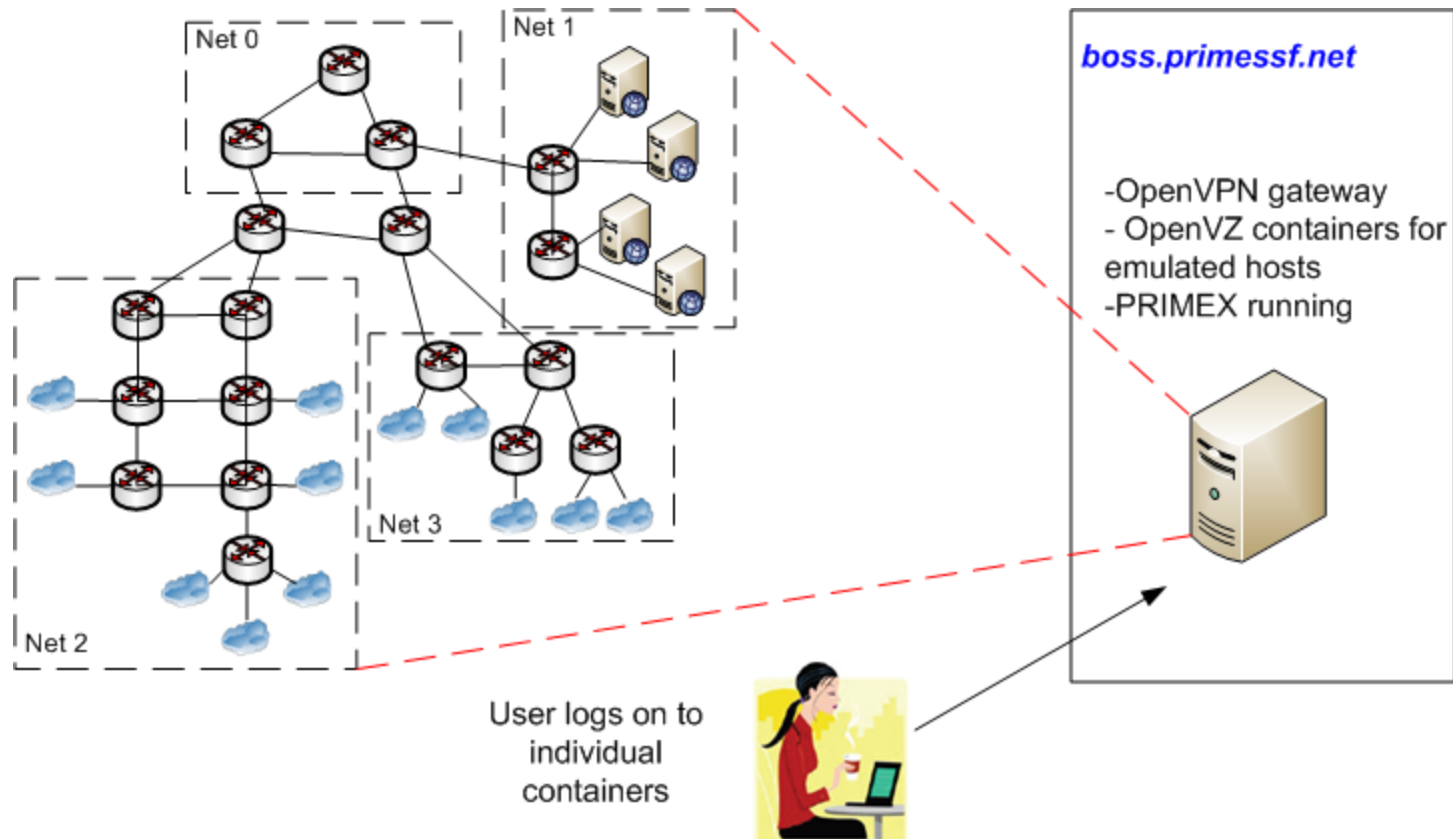 Net 0
Net 1
Net 2
Net 3
boss.primessf.net
-OpenVPN gateway
- OpenVZ containers for
emulated hosts
-PRIMEX running
User logs on to
individual
containers